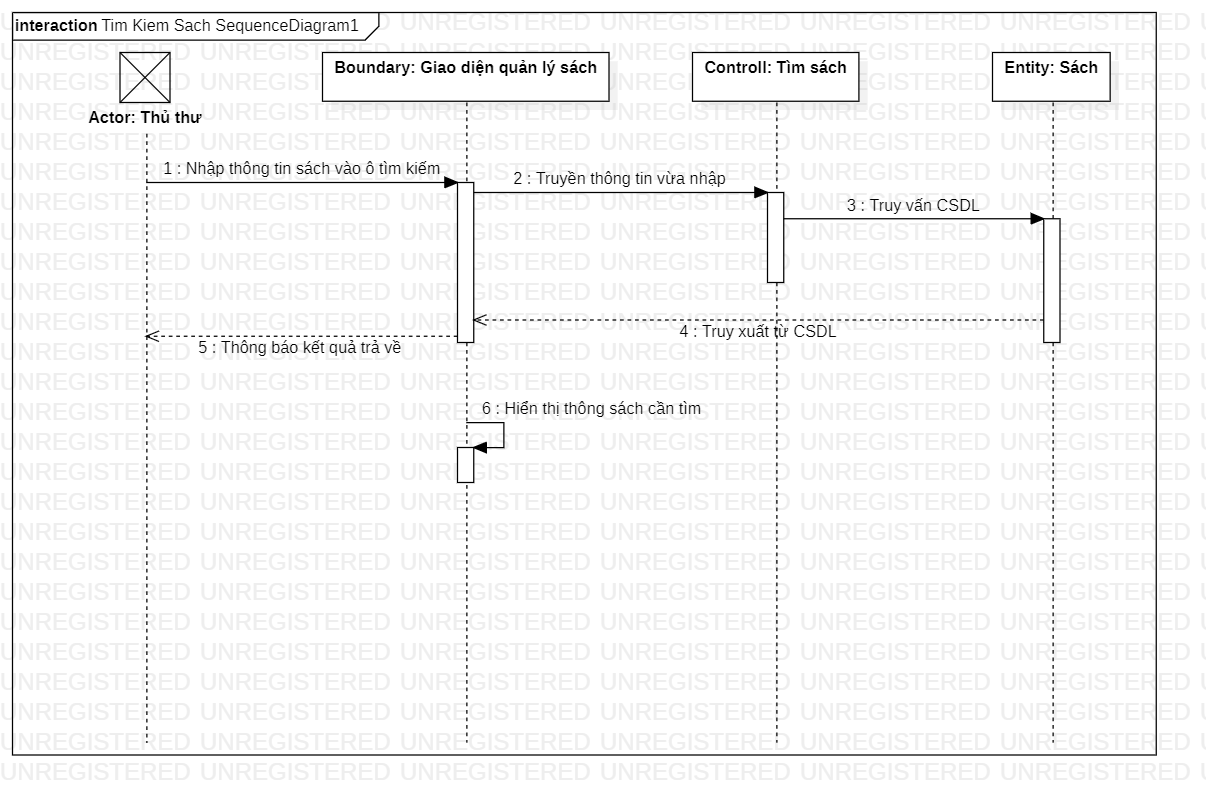 interaction Tim Kiem Sach SequenceDiagram1
Boundary: Giao diện quản lý sách
Controll: Tìm sách
Entity: Sách
Actor: Thủ thư
1 : Nhập thông tin sách vào ô tìm kiếm
2 : Truyền thông tin vừa nhập
3 : Truy vấn CSDL
4 : Truy xuất từ CSDL
5 : Thông báo kết quả trả về
6 : Hiển thị thông sách cần tìm
UNREGISTERED